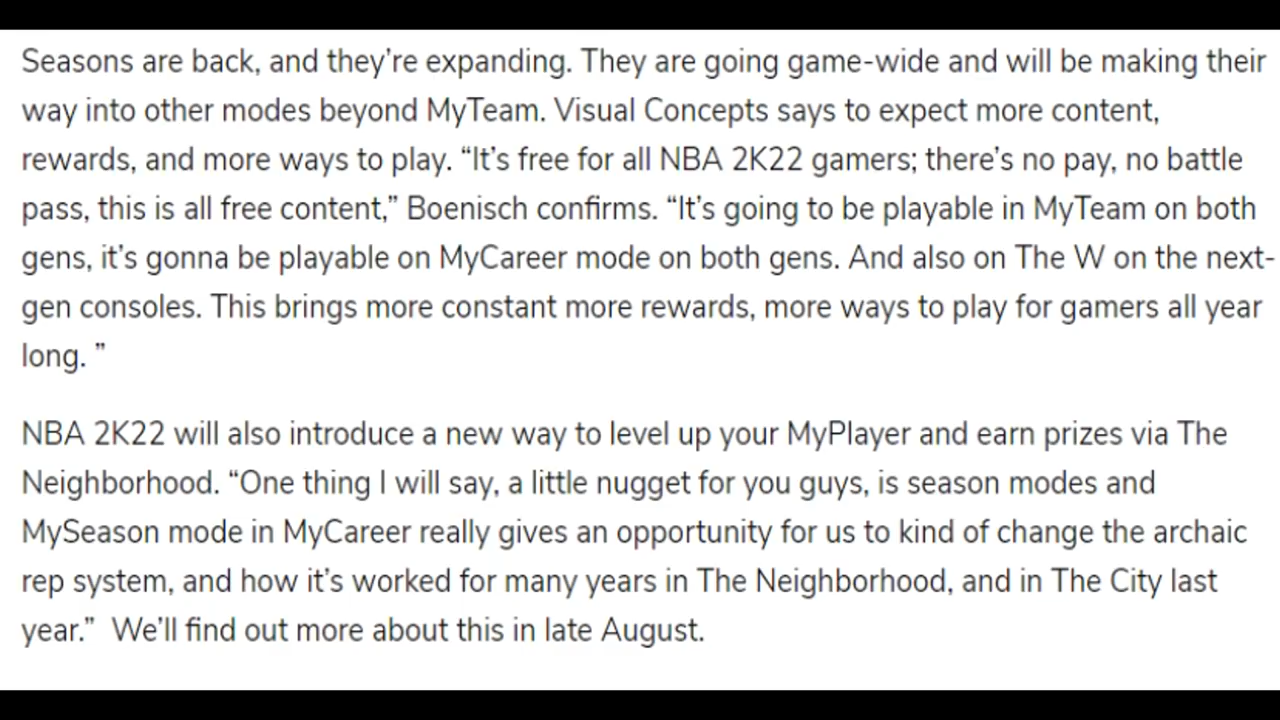 Seasons are back, and they’re expanding. They are going game-wide and will be making their
way into other modes beyond MyTeam. Visual Concepts says to expect more content,
rewards, and more ways to play. “It’s free for all NBA 2K22 gamers; there’s no pay, no battle
pass, this is all free content,” Boenisch confirms. “It’s going to be playable in MyTeam on both
gens, it’s gonna be playable on MyCareer mode on both gens. And also on The W on the next-
gen consoles. This brings more constant more rewards, more ways to play for gamers all year
long. ”
NBA 2K22 will also introduce a new way to level up your MyPlayer and earn prizes via The
Neighborhood. “One thing I will say, a little nugget for you guys, is season modes and
MySeason mode in MyCareer really gives an opportunity for us to kind of change the archaic
rep system, and how it’s worked for many years in The Neighborhood, and in The City last
year.”  We’ll find out more about this in late August.